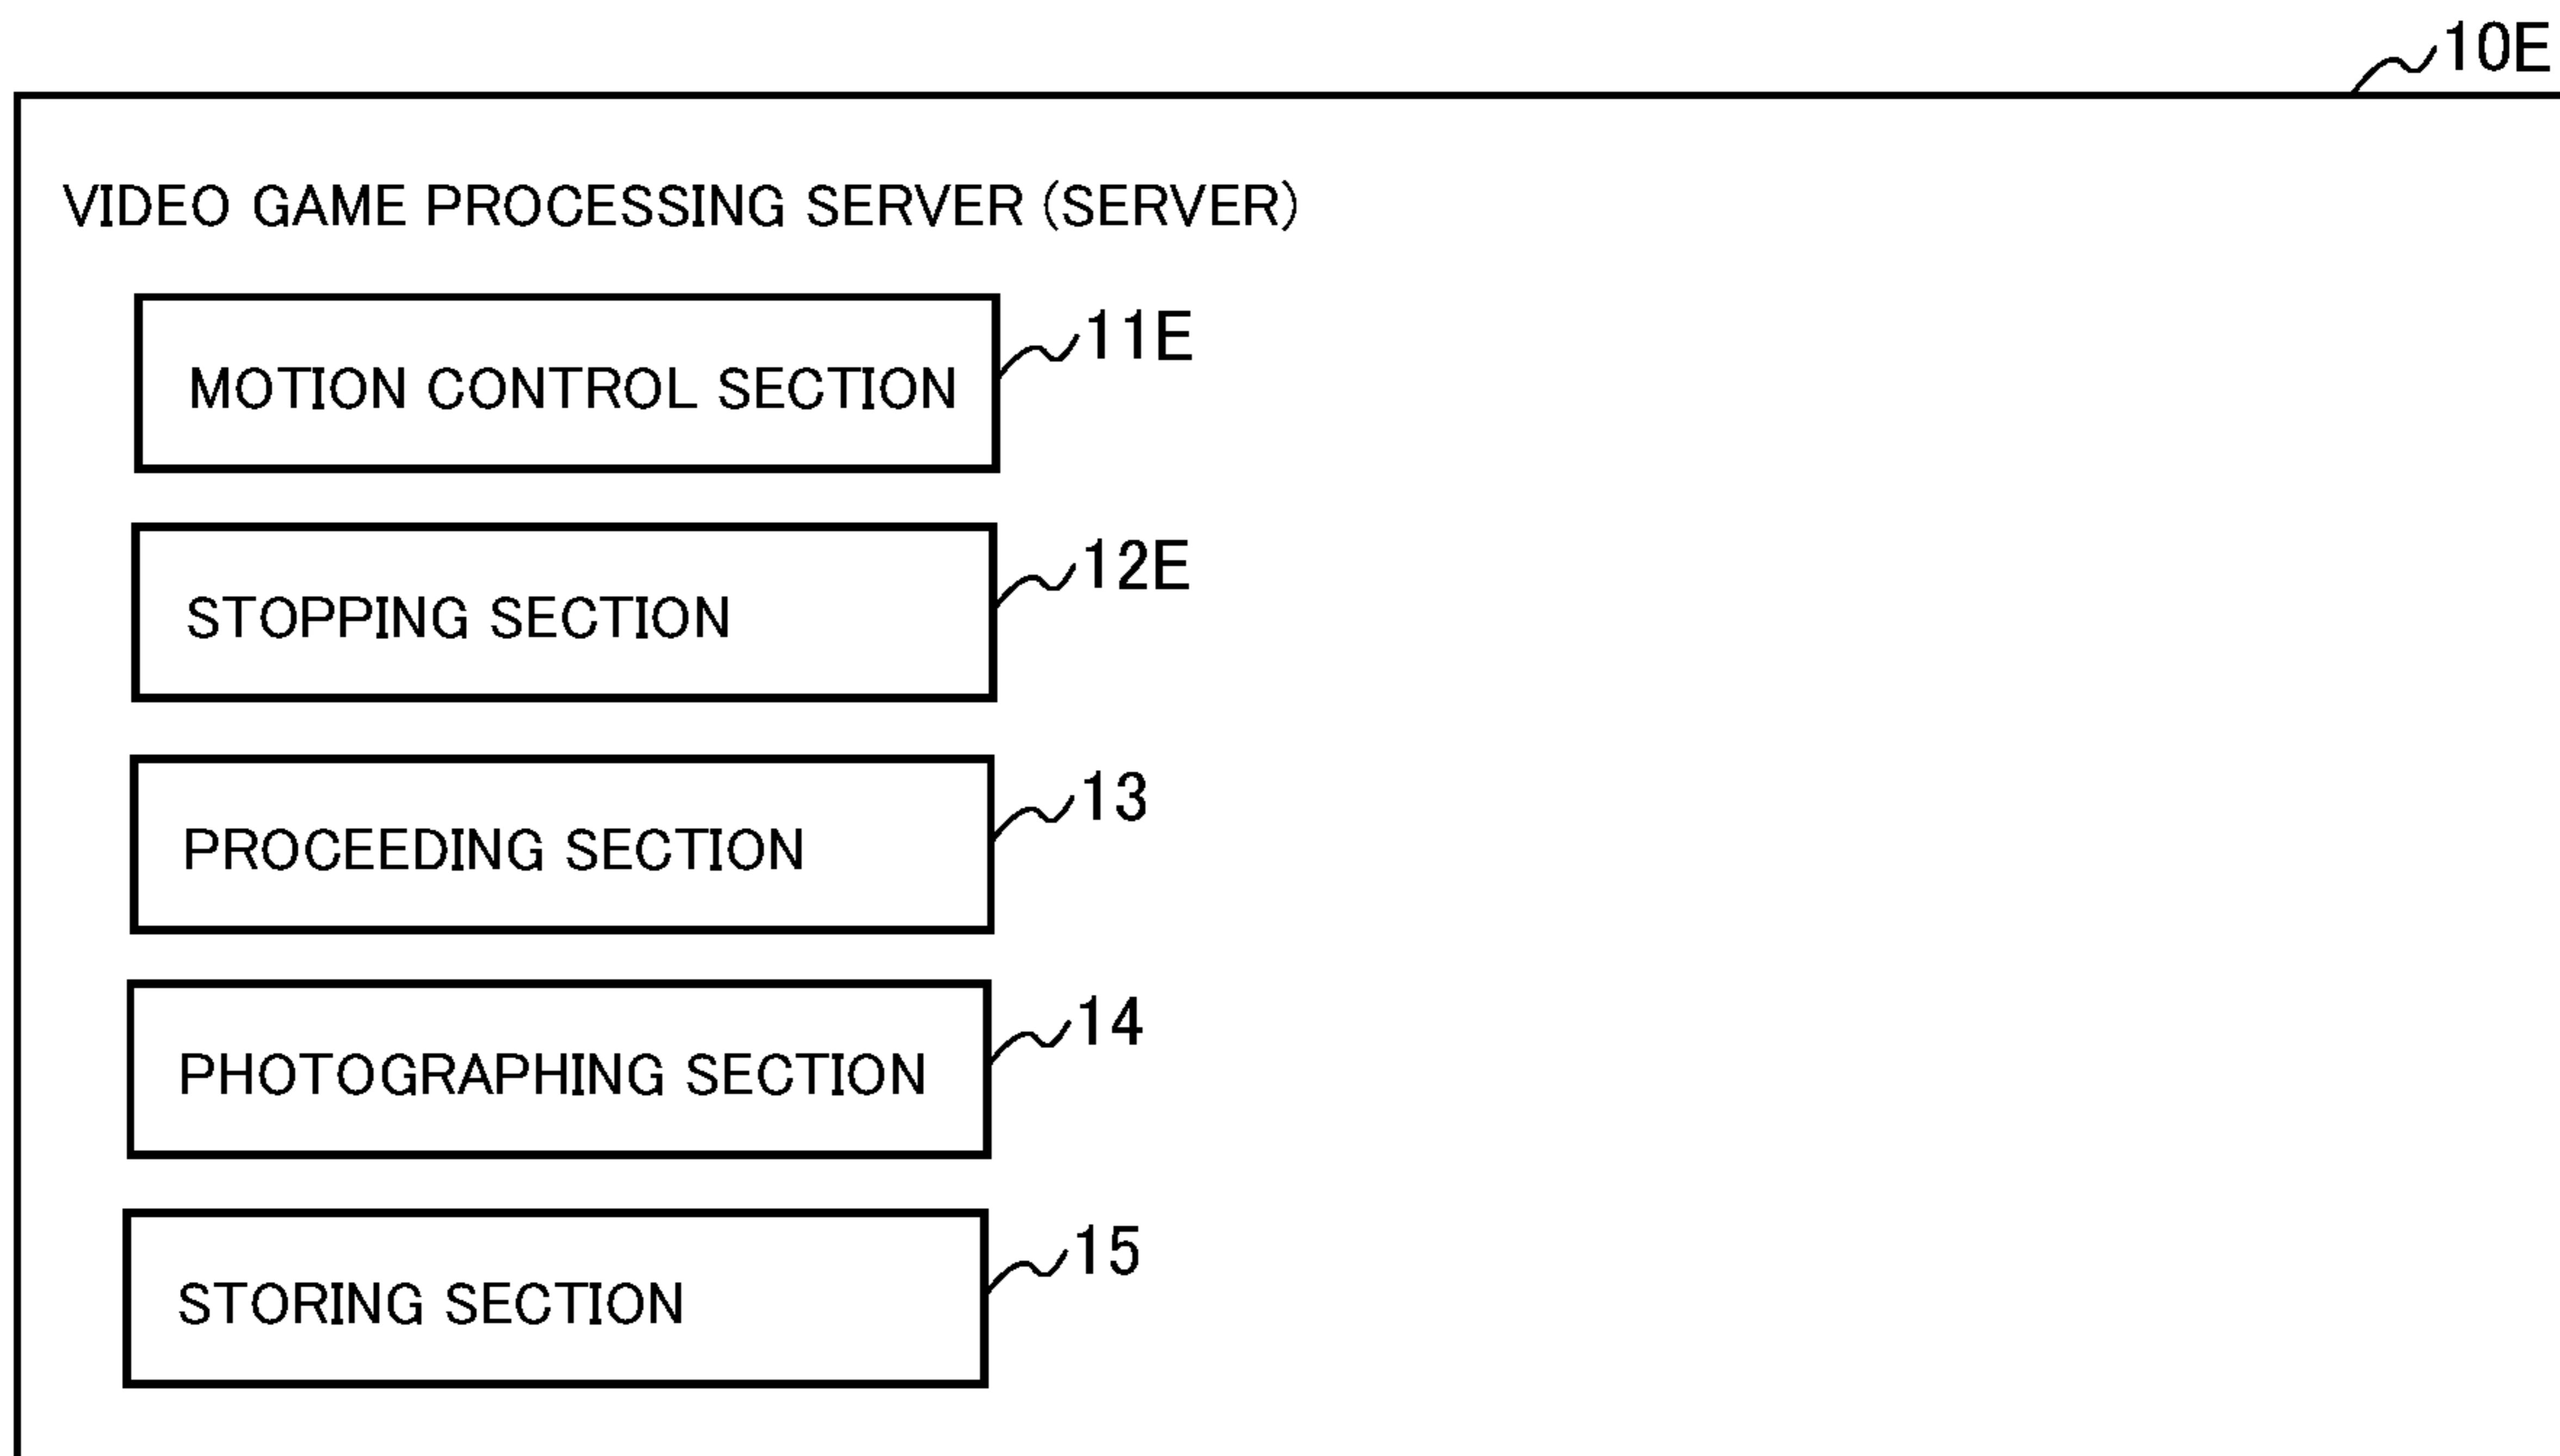 10E
VIDEO GAME PROCESSING SERVER (SERVER)
11E
MOTION CONTROL SECTION
12E
STOPPING SECTION
13
PROCEEDING SECTION
14
PHOTOGRAPHING SECTION
15
STORING SECTION